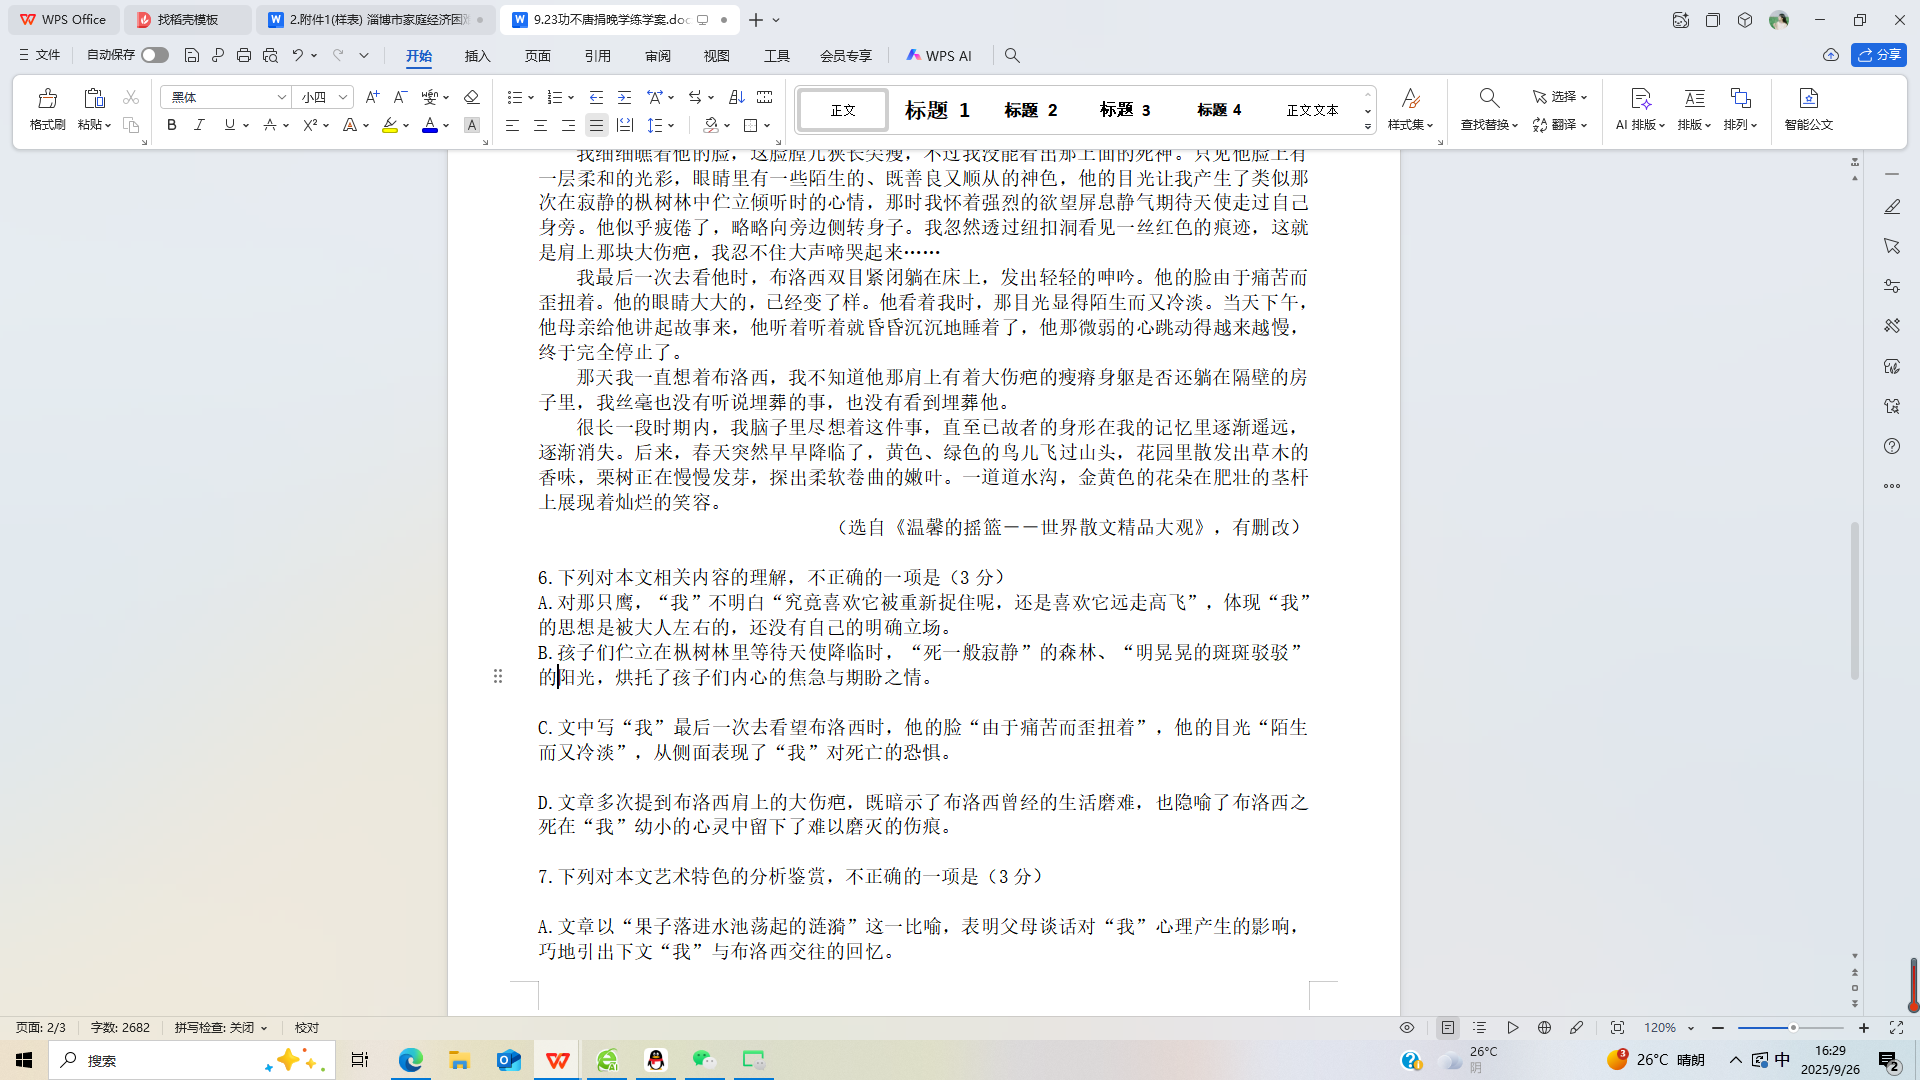 WPS Office
找稻壳模板
2.附件1(样表) 淄博市家庭经济困
9.23功不唐捐晚学练学案.doc
文件
自动保存
开始
插入
页面
引用
审阅
视图
工具
会员专享
WPS AI
分享
格式刷
粘贴
黑体
小四
正文
标题 1
标题 2
标题 3
标题 4
正文文本
样式集
查找替换
选择
翻译
AI 排版
排版
排列
智能公文
我细细瞧着他的脸，这脸膛儿狭长尖瘦，不过我没能看出那上面的死神。只见他脸上有
一层柔和的光彩，眼睛里有一些陌生的、既善良又顺从的神色，他的目光让我产生了类似那
次在寂静的枞树林中伫立倾听时的心情，那时我怀着强烈的欲望屏息静气期待天使走过自己
身旁。他似乎疲倦了，略略向旁边侧转身子。我忽然透过纽扣洞看见一丝红色的痕迹，这就
是肩上那块大伤疤，我忍不住大声啼哭起来……
我最后一次去看他时，布洛西双目紧闭躺在床上，发出轻轻的呻吟。他的脸由于痛苦而
歪扭着。他的眼睛大大的，已经变了样。他看着我时，那目光显得陌生而又冷淡。当天下午，
他母亲给他讲起故事来，他听着听着就昏昏沉沉地睡着了，他那微弱的心跳动得越来越慢，
终于完全停止了。
那天我一直想着布洛西，我不知道他那肩上有着大伤疤的瘦瘠身躯是否还躺在隔壁的房
子里，我丝毫也没有听说埋葬的事，也没有看到埋葬他。
很长一段时期内，我脑子里尽想着这件事，直至已故者的身形在我的记忆里逐渐遥远，
逐渐消失。后来，春天突然早早降临了，黄色、绿色的鸟儿飞过山头，花园里散发出草木的
香味，栗树正在慢慢发芽，探出柔软卷曲的嫩叶。一道道水沟，金黄色的花朵在肥壮的茎杆
上展现着灿烂的笑容。
（选自《温馨的摇篮－－世界散文精品大观》，有删改）
6.下列对本文相关内容的理解，不正确的一项是（3 分）
A.对那只鹰，“我”不明白“究竟喜欢它被重新捉住呢，还是喜欢它远走高飞”，体现“我”
的思想是被大人左右的，还没有自己的明确立场。
B.孩子们伫立在枞树林里等待天使降临时，“死一般寂静”的森林、“明晃晃的斑斑驳驳”
的阳光，烘托了孩子们内心的焦急与期盼之情。
C.文中写“我”最后一次去看望布洛西时，他的脸“由于痛苦而歪扭着”，他的目光“陌生
而又冷淡”，从侧面表现了“我”对死亡的恐惧。
D.文章多次提到布洛西肩上的大伤疤，既暗示了布洛西曾经的生活磨难，也隐喻了布洛西之
死在“我”幼小的心灵中留下了难以磨灭的伤痕。
7.下列对本文艺术特色的分析鉴赏，不正确的一项是（3 分）
A.文章以“果子落进水池荡起的涟漪”这一比喻，表明父母谈话对“我”心理产生的影响，
巧地引出下文“我”与布洛西交往的回忆。
页面: 2/3
字数: 2682
拼写检查: 关闭
校对
120%
搜索
26°C
阴
3
26°C 晴朗
中
16:29
2025/9/26
2